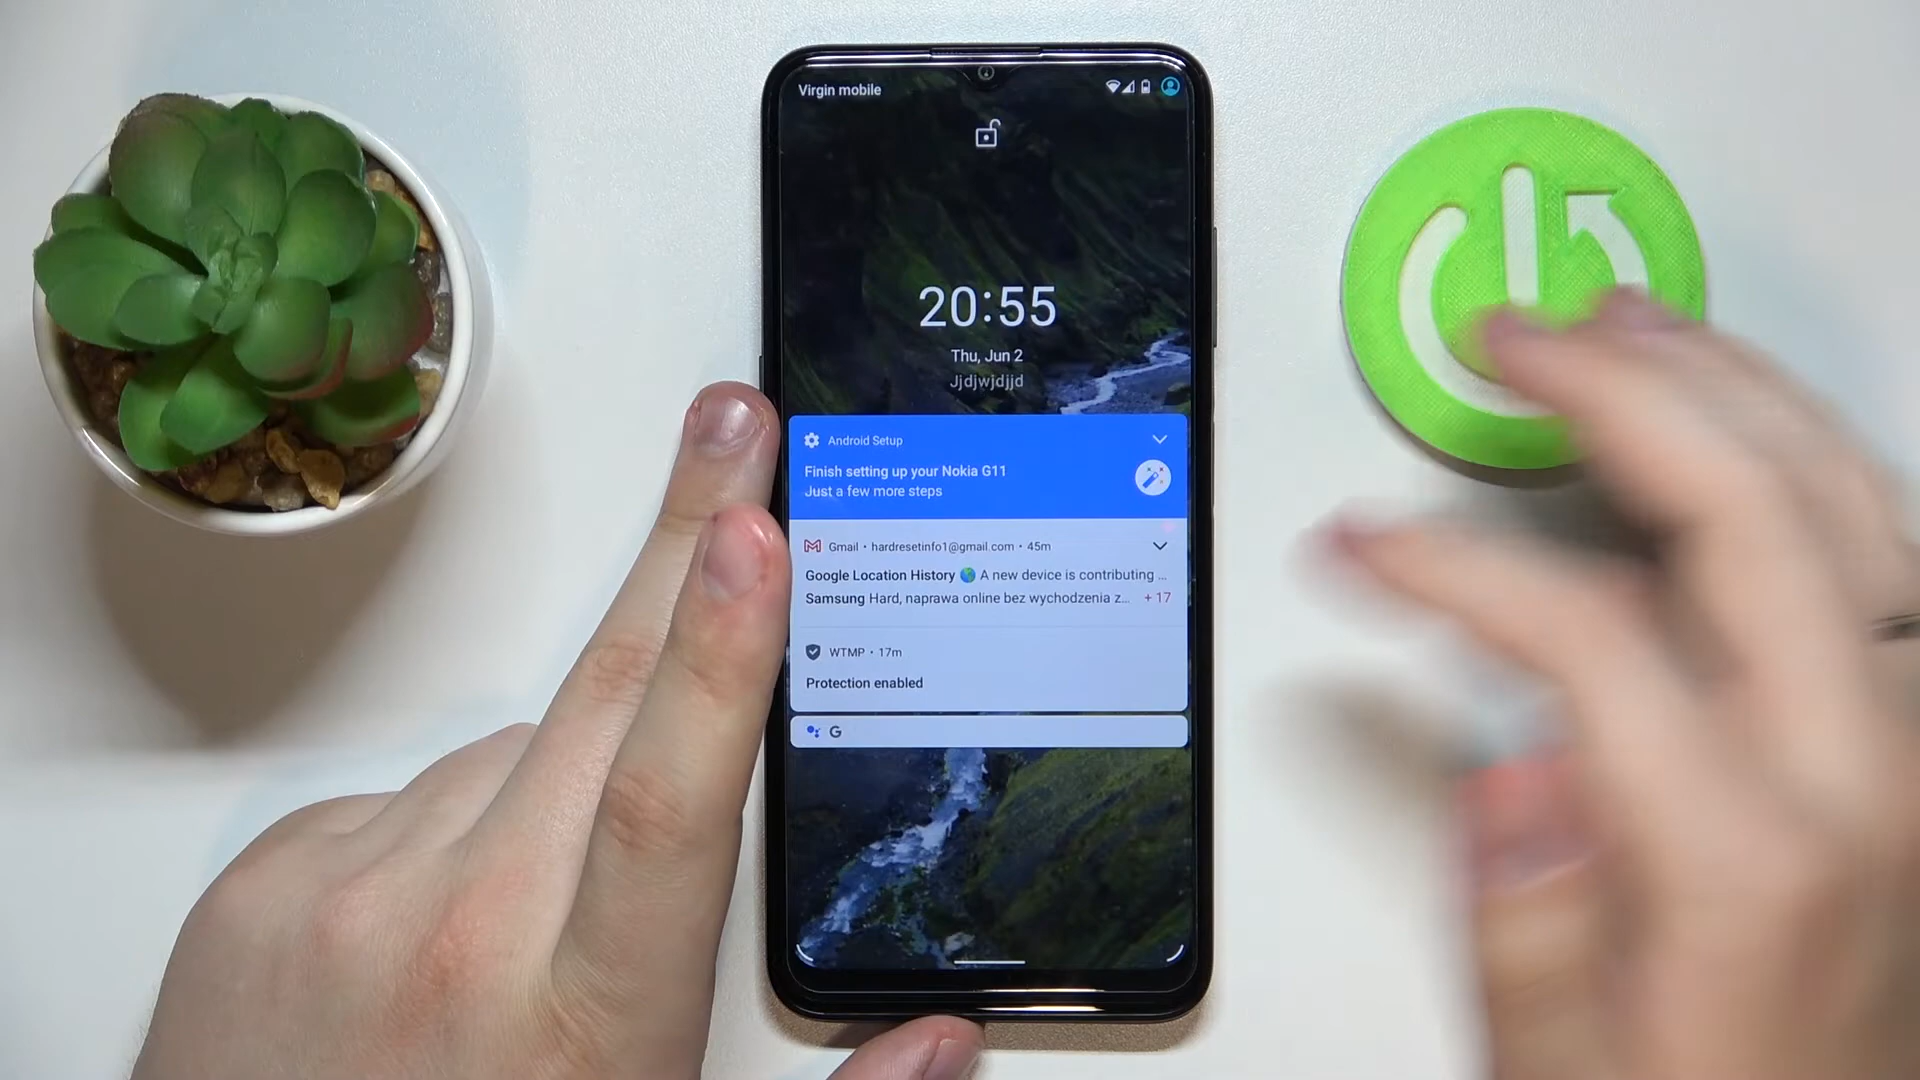 Virgin mobile
20:55
Thu, Jun 2
Jjdjwjdjjd
Android Setup
Finish setting up your Nokia G11
Just a few more steps
Gmail • hardresetinfo1@gmail.com • 45m
Google Location History 🌎 A new device is contributing ...
Samsung Hard, naprawa online bez wychodzenia z... + 17
WTMP • 17m
Protection enabled
G